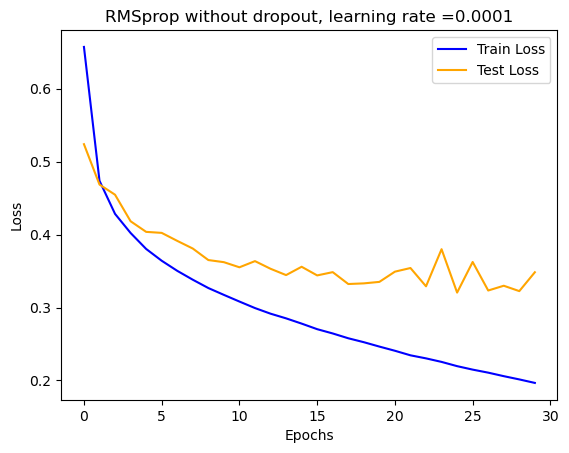 RMSprop without dropout, learning rate =0.0001
Train Loss
Test Loss
0.6
0.5
0.4
0.3
0.2
Loss
0 5 10 15 20 25 30
Epochs